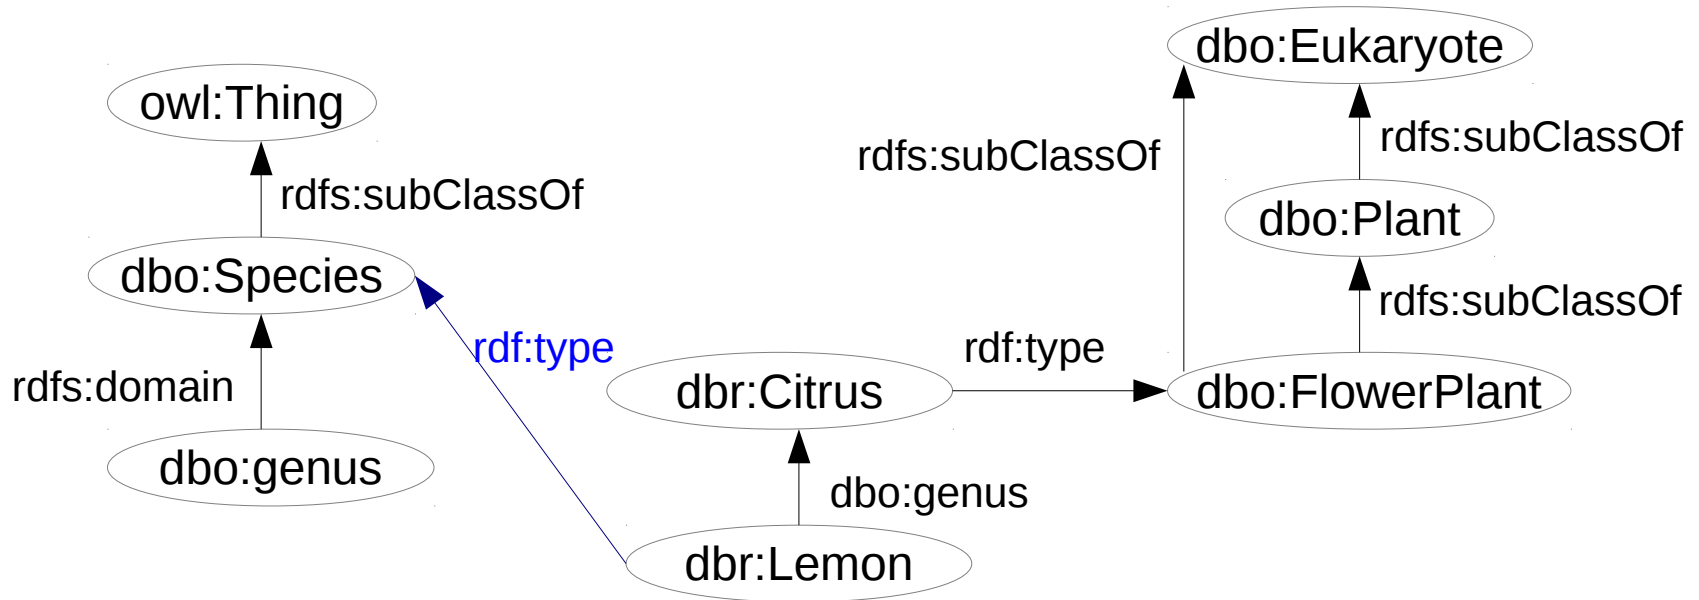 dbo:Eukaryote
owl:Thing
rdfs:subClassOf
rdfs:subClassOf
rdfs:subClassOf
dbo:Plant
dbo:Species
rdfs:subClassOf
rdf:type
rdf:type
rdfs:domain
dbr:Citrus
dbo:FlowerPlant
dbo:genus
dbo:genus
dbr:Lemon